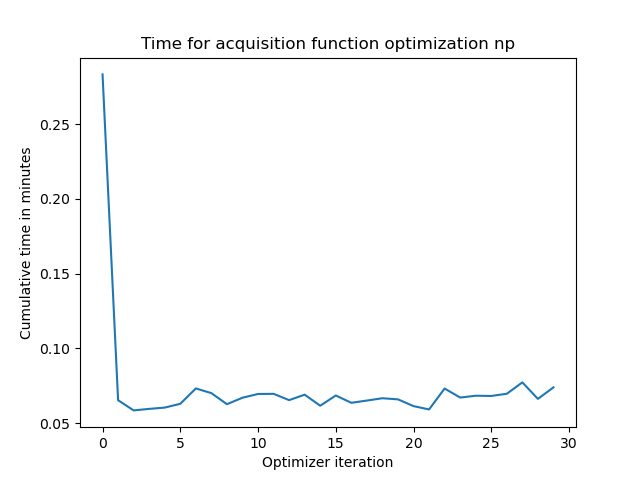 Time for acquisition function optimization np
Cumulative time in minutes
0.25
0.20
0.15
0.10
0.05
0 5 10 15 20 25 30
Optimizer iteration